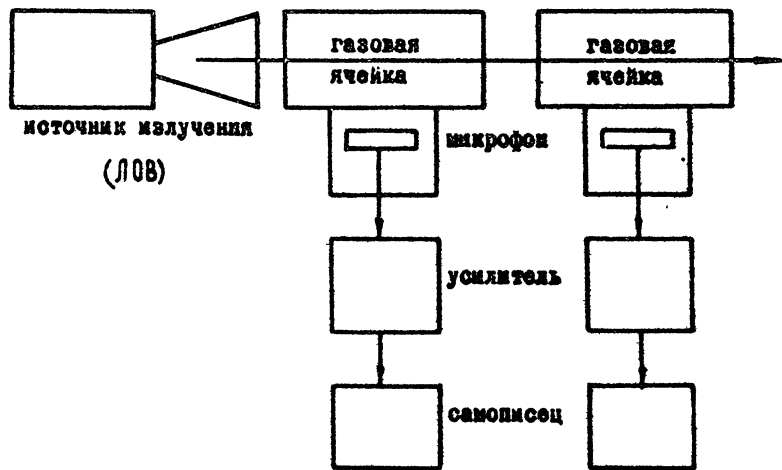 газовая
ячейка
газовая
ячейка
источник излучения
(ЛОВ)
микрофон
усилитель
самописец